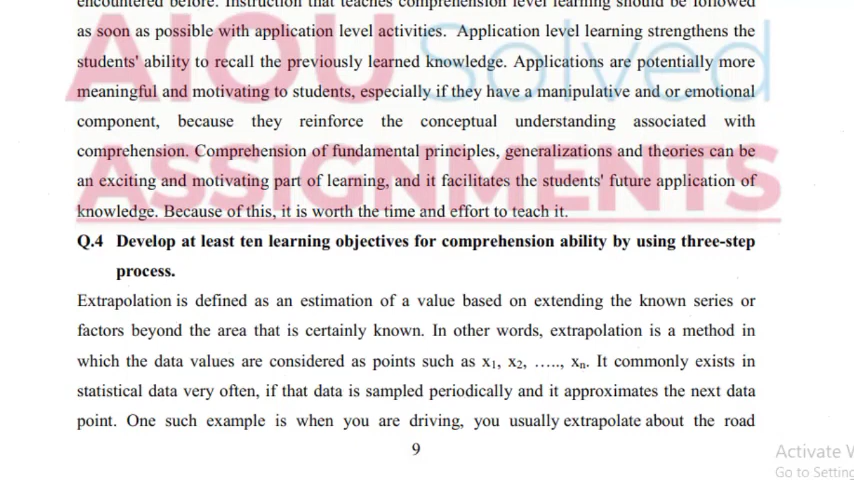 encountered before. Instruction that teaches comprehension level learning should be followed
as soon as possible with application level activities. Application level learning strengthens the
students' ability to recall the previously learned knowledge. Applications are potentially more
meaningful and motivating to students, especially if they have a manipulative and or emotional
component, because they reinforce the conceptual understanding associated with
comprehension. Comprehension of fundamental principles, generalizations and theories can be
an exciting and motivating part of learning, and it facilitates the students' future application of
knowledge. Because of this, it is worth the time and effort to teach it.
AIOU Solved
ASSIGNMENTS
Q.4 Develop at least ten learning objectives for comprehension ability by using three-step
process.
Extrapolation is defined as an estimation of a value based on extending the known series or
factors beyond the area that is certainly known. In other words, extrapolation is a method in
which the data values are considered as points such as x₁, x₂, ….., xₙ. It commonly exists in
statistical data very often, if that data is sampled periodically and it approximates the next data
point. One such example is when you are driving, you usually extrapolate about the road
9
Activate W
Go to Setting